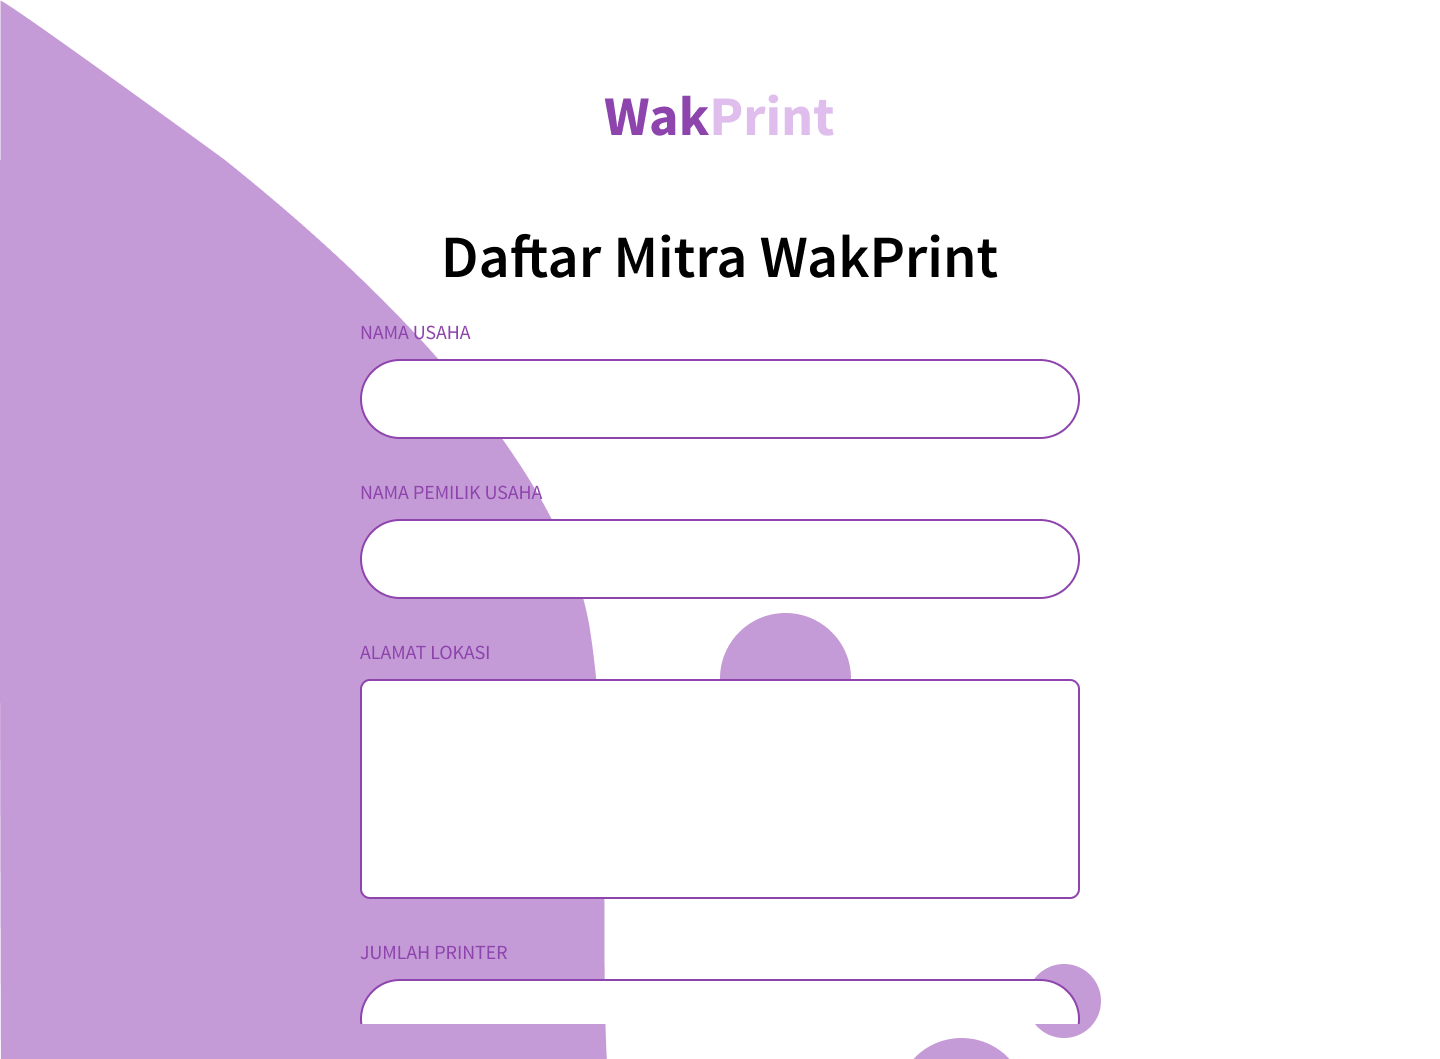 WakPrint
Daftar Mitra WakPrint
NAMA USAHA
NAMA PEMILIK USAHA
ALAMAT LOKASI
JUMLAH PRINTER